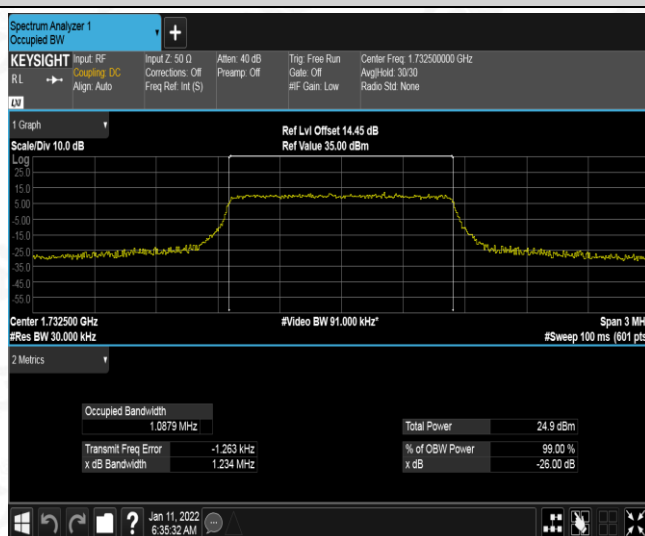 Spectrum Analyzer 1
Occupied BW
+
KEYSIGHT
RL
LXI
Input: RF
Coupling: DC
Align: Auto
Input Z: 50 Ω
Corrections: Off
Freq Ref: Int (S)
Atten: 40 dB
Preamp: Off
Trig: Free Run
Gate: Off
#IF Gain: Low
Center Freq: 1.732500000 GHz
Avg|Hold: 30/30
Radio Std: None
1 Graph
Scale/Div 10.0 dB
Ref Lvl Offset 14.45 dB
Ref Value 35.00 dBm
Log
25.0
15.0
5.00
-5.00
-15.0
-25.0
-35.0
-45.0
-55.0
Center 1.732500 GHz
#Res BW 30.000 kHz
#Video BW 91.000 kHz*
Span 3 MH
#Sweep 100 ms (601 pts
2 Metrics
Occupied Bandwidth
1.0879 MHz
Transmit Freq Error -1.263 kHz
x dB Bandwidth 1.234 MHz
Total Power 24.9 dBm
% of OBW Power 99.00 %
x dB -26.00 dB
?
Jan 11, 2022
6:35:32 AM